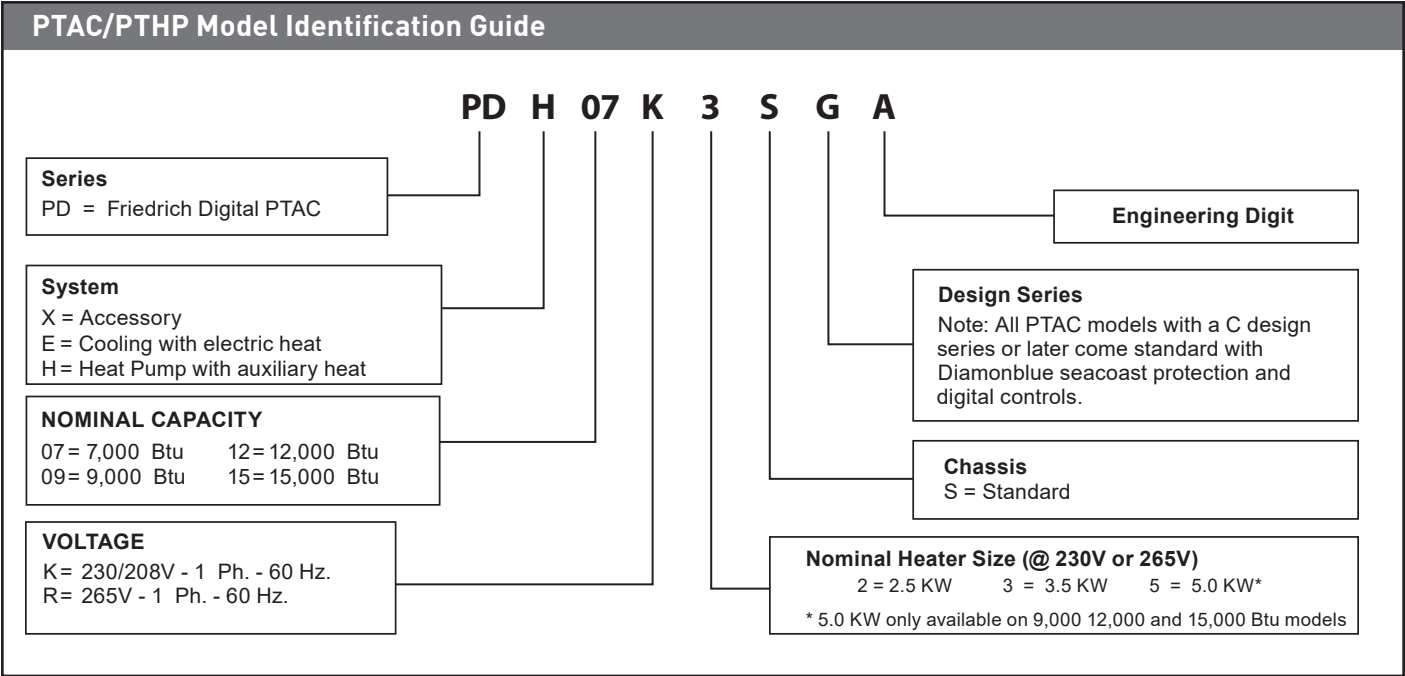 PTAC/PTHP Model Identification Guide
PD H 07 K 3 S G A
Series
PD = Friedrich Digital PTAC
System
X = Accessory
E = Cooling with electric heat
H = Heat Pump with auxiliary heat
NOMINAL CAPACITY
07 = 7,000 Btu 12 = 12,000 Btu
09 = 9,000 Btu 15 = 15,000 Btu
VOLTAGE
K = 230/208V - 1 Ph. - 60 Hz.
R = 265V - 1 Ph. - 60 Hz.
Engineering Digit
Design Series
Note: All PTAC models with a C design
series or later come standard with
Diamonblue seacoast protection and
digital controls.
Chassis
S = Standard
Nominal Heater Size (@ 230V or 265V)
2 = 2.5 KW 3 = 3.5 KW 5 = 5.0 KW*
* 5.0 KW only available on 9,000 12,000 and 15,000 Btu models